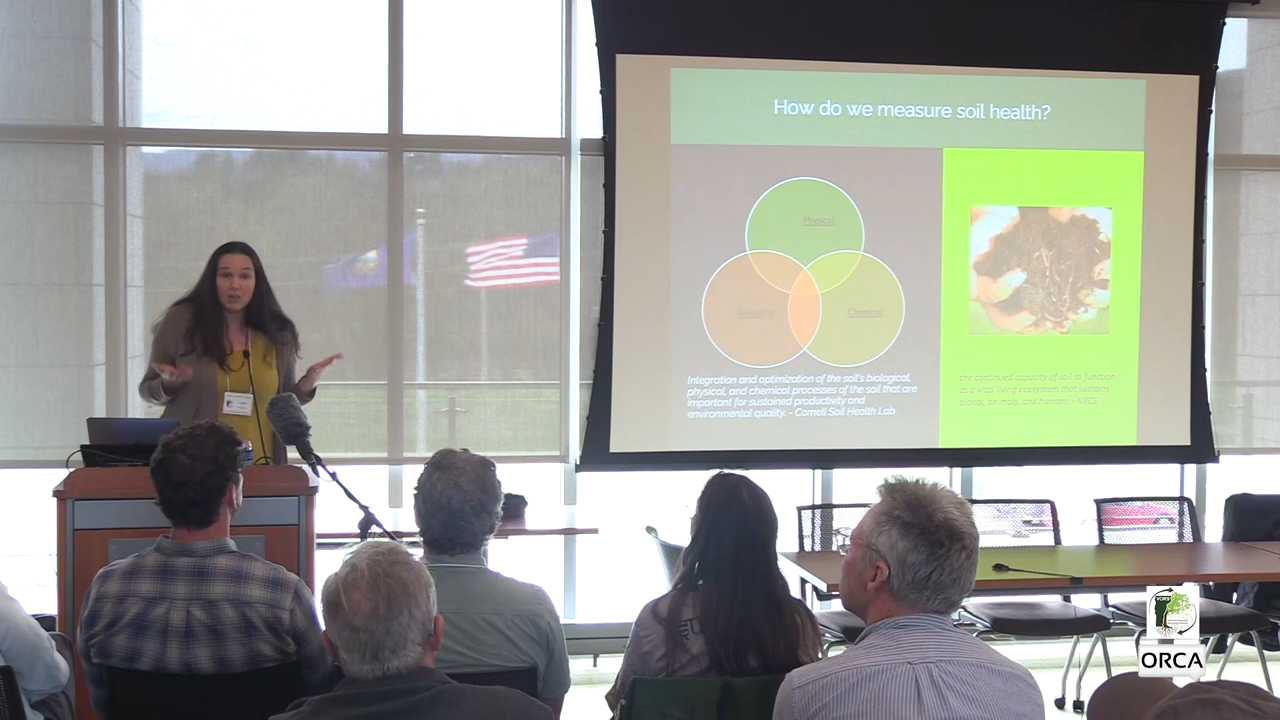 How do we measure soil health?
Physical
Chemical
Integration and optimization of the soil's biological,
physical, and chemical processes of the soil that are
important for sustained productivity and
environmental quality. - Cornell Soil Health Lab
the continued capacity of soil to function
as a vital living ecosystem that sustains
plants, animals, and humans - NRCS
ORCA